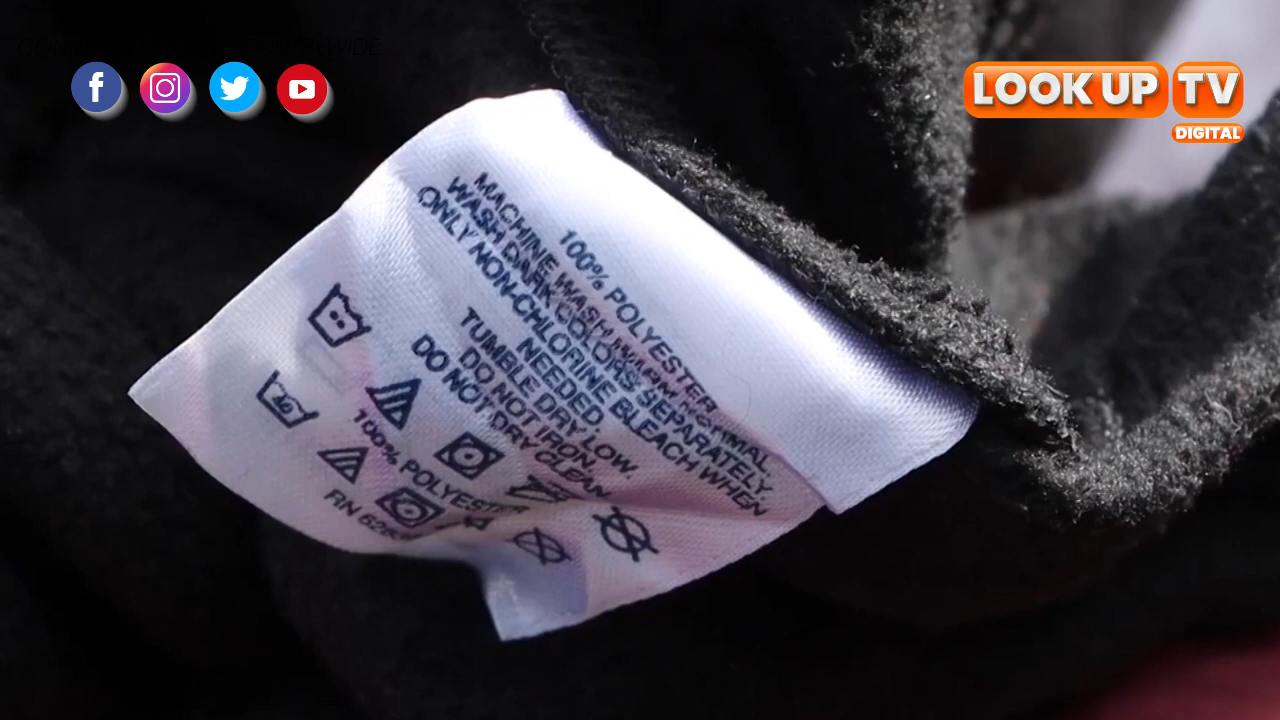 LOOK UP TV
DIGITAL
100% POLYESTER
MACHINE WASH WARM NORMAL
WASH DARK COLORS SEPARATELY.
ONLY NON-CHLORINE BLEACH WHEN
NEEDED.
TUMBLE DRY LOW.
DO NOT IRON.
DO NOT DRY CLEAN
100% POLYESTER
RN